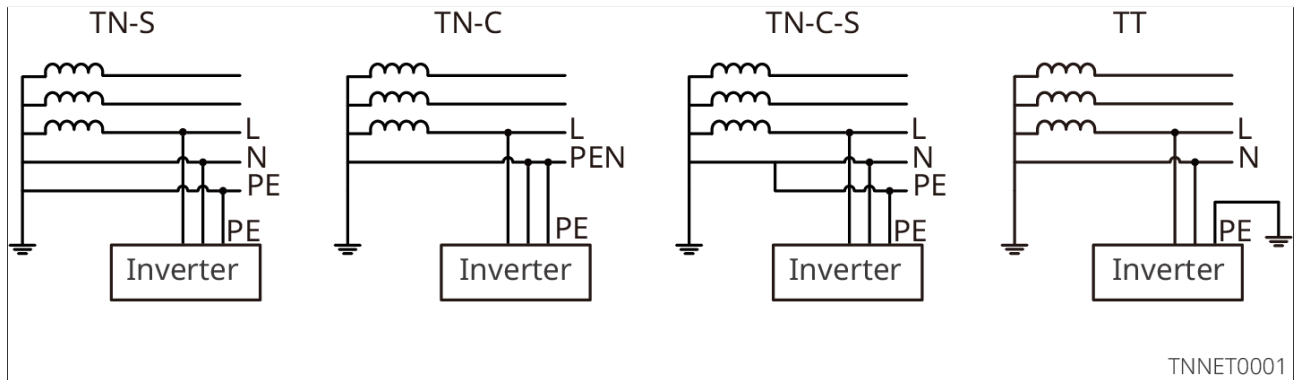 TN-S
TN-C
TN-C-S
TT
L
N
PE
PE
Inverter
L
PEN
PE
Inverter
L
N
PE
PE
Inverter
L
N
PE
Inverter
TNNET0001